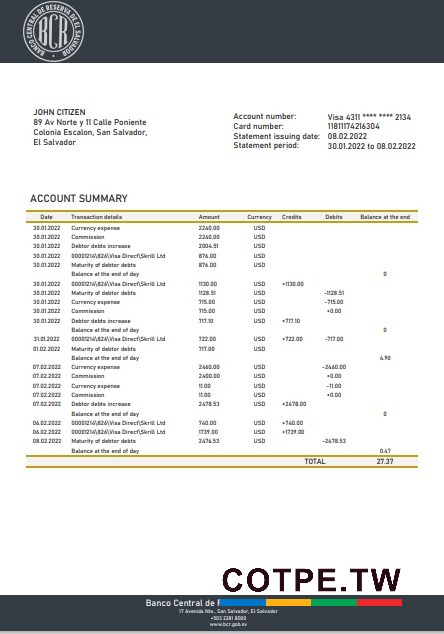 BANCO CENTRAL DE RESERVA DE EL SALVADOR
BCR
JOHN CITIZEN
89 Av Norte y 11 Calle Poniente
Colonia Escalon, San Salvador,
El Salvador
Account number: Visa 4311 **** **** 2134
Card number: 11811174216304
Statement issuing date: 08.02.2022
Statement period: 30.01.2022 to 08.02.2022
ACCOUNT SUMMARY
Date Transaction details Amount Currency Credits Debits Balance at the end
30.01.2022 Currency expense 2240.00 USD
30.01.2022 Commission 2240.00 USD
30.01.2022 Debtor debts increase 2004.51 USD
30.01.2022 00001214\826\Visa Direct\Skrill Ltd 876.00 USD
30.01.2022 Maturity of debtor debts 876.00 USD
Balance at the end of day 0
30.01.2022 00001214\826\Visa Direct\Skrill Ltd 1130.00 USD +1130.00
30.01.2022 Maturity of debtor debts 1128.51 USD -1128.51
30.01.2022 Currency expense 715.00 USD -715.00
30.01.2022 Commission 715.00 USD +0.00
30.01.2022 Debtor debts increase 717.10 USD +717.10
Balance at the end of day 0
31.01.2022 00001214\826\Visa Direct\Skrill Ltd 722.00 USD +722.00 -717.00
01.02.2022 Maturity of debtor debts 717.00 USD
Balance at the end of day 4.90
07.02.2022 Currency expense 2460.00 USD -2460.00
07.02.2022 Commission 2400.00 USD +0.00
07.02.2022 Currency expense 11.00 USD -11.00
07.02.2022 Commission 11.00 USD +0.00
07.02.2022 Debtor debts increase 2478.53 USD +2478.00
Balance at the end of day 0
06.02.2022 00001214\826\Visa Direct\Skrill Ltd 740.00 USD +740.00
06.02.2022 00001214\826\Visa Direct\Skrill Ltd 1739.00 USD +1739.00
08.02.2022 Maturity of debtor debts 2476.53 USD -2478.53
Balance at the end of day 0.47
TOTAL 27.37
COTPE.TW
Banco Central de
17 Avenida Nte., San Salvador, El Salvador
+503 2281 8000
www.bcr.gob.sv